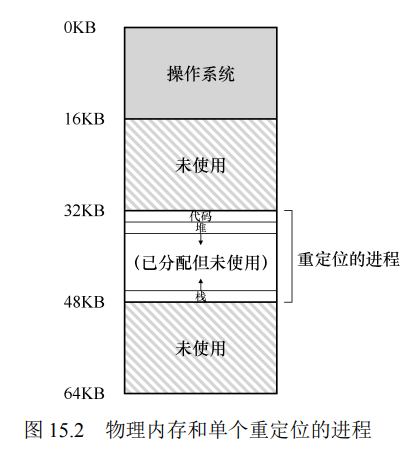 0KB
操作系统
16KB
未使用
32KB
代码
堆
（已分配但未使用）
重定位的进程
栈
48KB
未使用
64KB
图 15.2 物理内存和单个重定位的进程